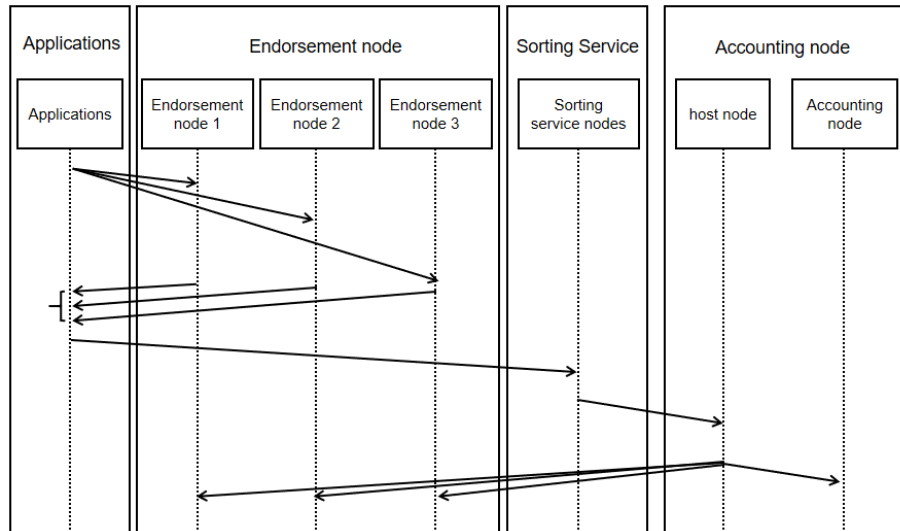 Applications
Endorsement node
Sorting Service
Accounting node
Applications
Endorsement
node 1
Endorsement
node 2
Endorsement
node 3
Sorting
service nodes
host node
Accounting
node